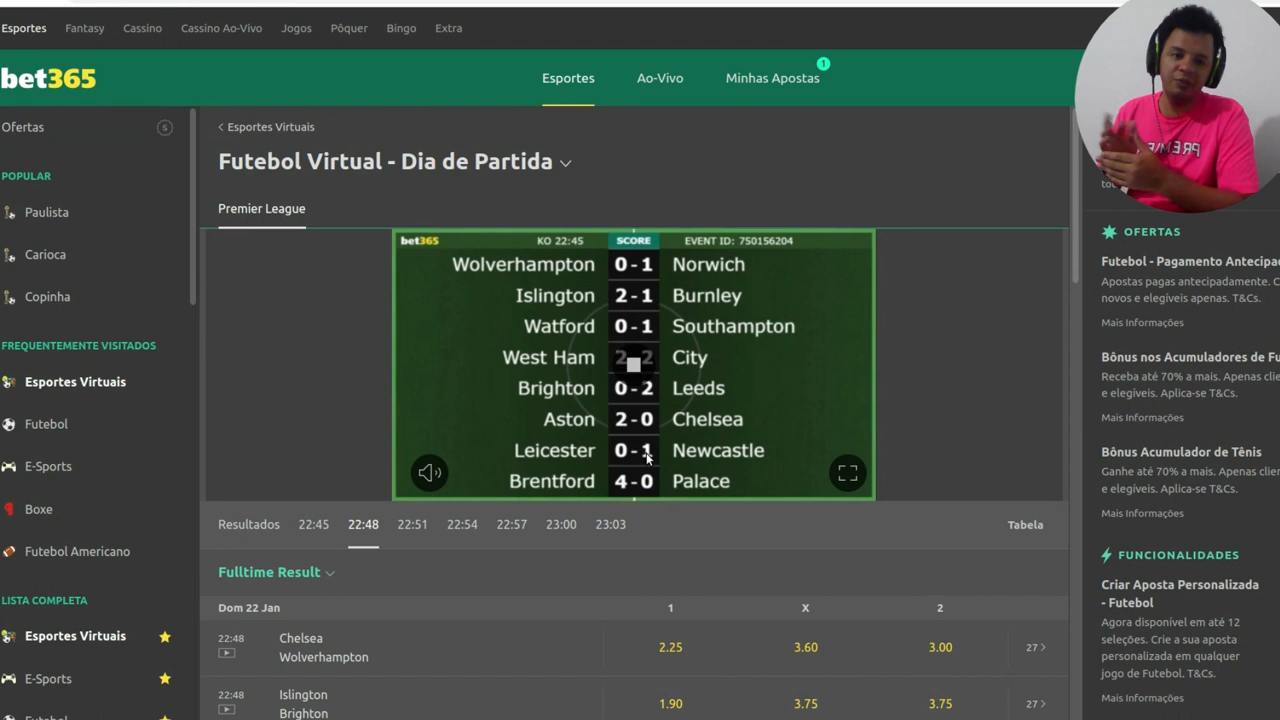 Esportes Fantasy Cassino Cassino Ao-Vivo Jogos Pôquer Bingo Extra
bet365
Esportes Ao-Vivo Minhas Apostas 1
Ofertas S
POPULAR
Paulista
Carioca
Copinha
FREQUENTEMENTE VISITADOS
Esportes Virtuais
Futebol
E-Sports
Boxe
Futebol Americano
LISTA COMPLETA
Esportes Virtuais
E-Sports
Esportes Virtuais
Futebol Virtual - Dia de Partida
Premier League
bet365 KO 22:45 SCORE EVENT ID: 750156204
Wolverhampton 0 - 1 Norwich
Islington 2 - 1 Burnley
Watford 0 - 1 Southampton
West Ham 2 2 City
Brighton 0 - 2 Leeds
Aston 2 - 0 Chelsea
Leicester 0 - 1 Newcastle
Brentford 4 - 0 Palace
Resultados 22:45 22:48 22:51 22:54 22:57 23:00 23:03 Tabela
Fulltime Result
Dom 22 Jan 1 X 2
22:48 Chelsea
Wolverhampton
2.25 3.60 3.00 27
22:48 Islington
Brighton
1.90 3.75 3.75 27
OFERTAS
Futebol - Pagamento Antecipa
Apostas pagas antecipadamente. C
novos e elegíveis apenas. T&Cs.
Mais Informações
Bônus nos Acumuladores de Fu
Receba até 70% a mais. Apenas clie
e elegíveis. Aplica-se T&Cs.
Mais Informações
Bônus Acumulador de Tênis
Ganhe até 70% a mais. Apenas clien
e elegíveis. Aplica-se T&Cs.
Mais Informações
FUNCIONALIDADES
Criar Aposta Personalizada
- Futebol
Agora disponível em até 12
seleções. Crie a sua aposta
personalizada em qualquer
jogo de Futebol. T&Cs.
Mais Informações